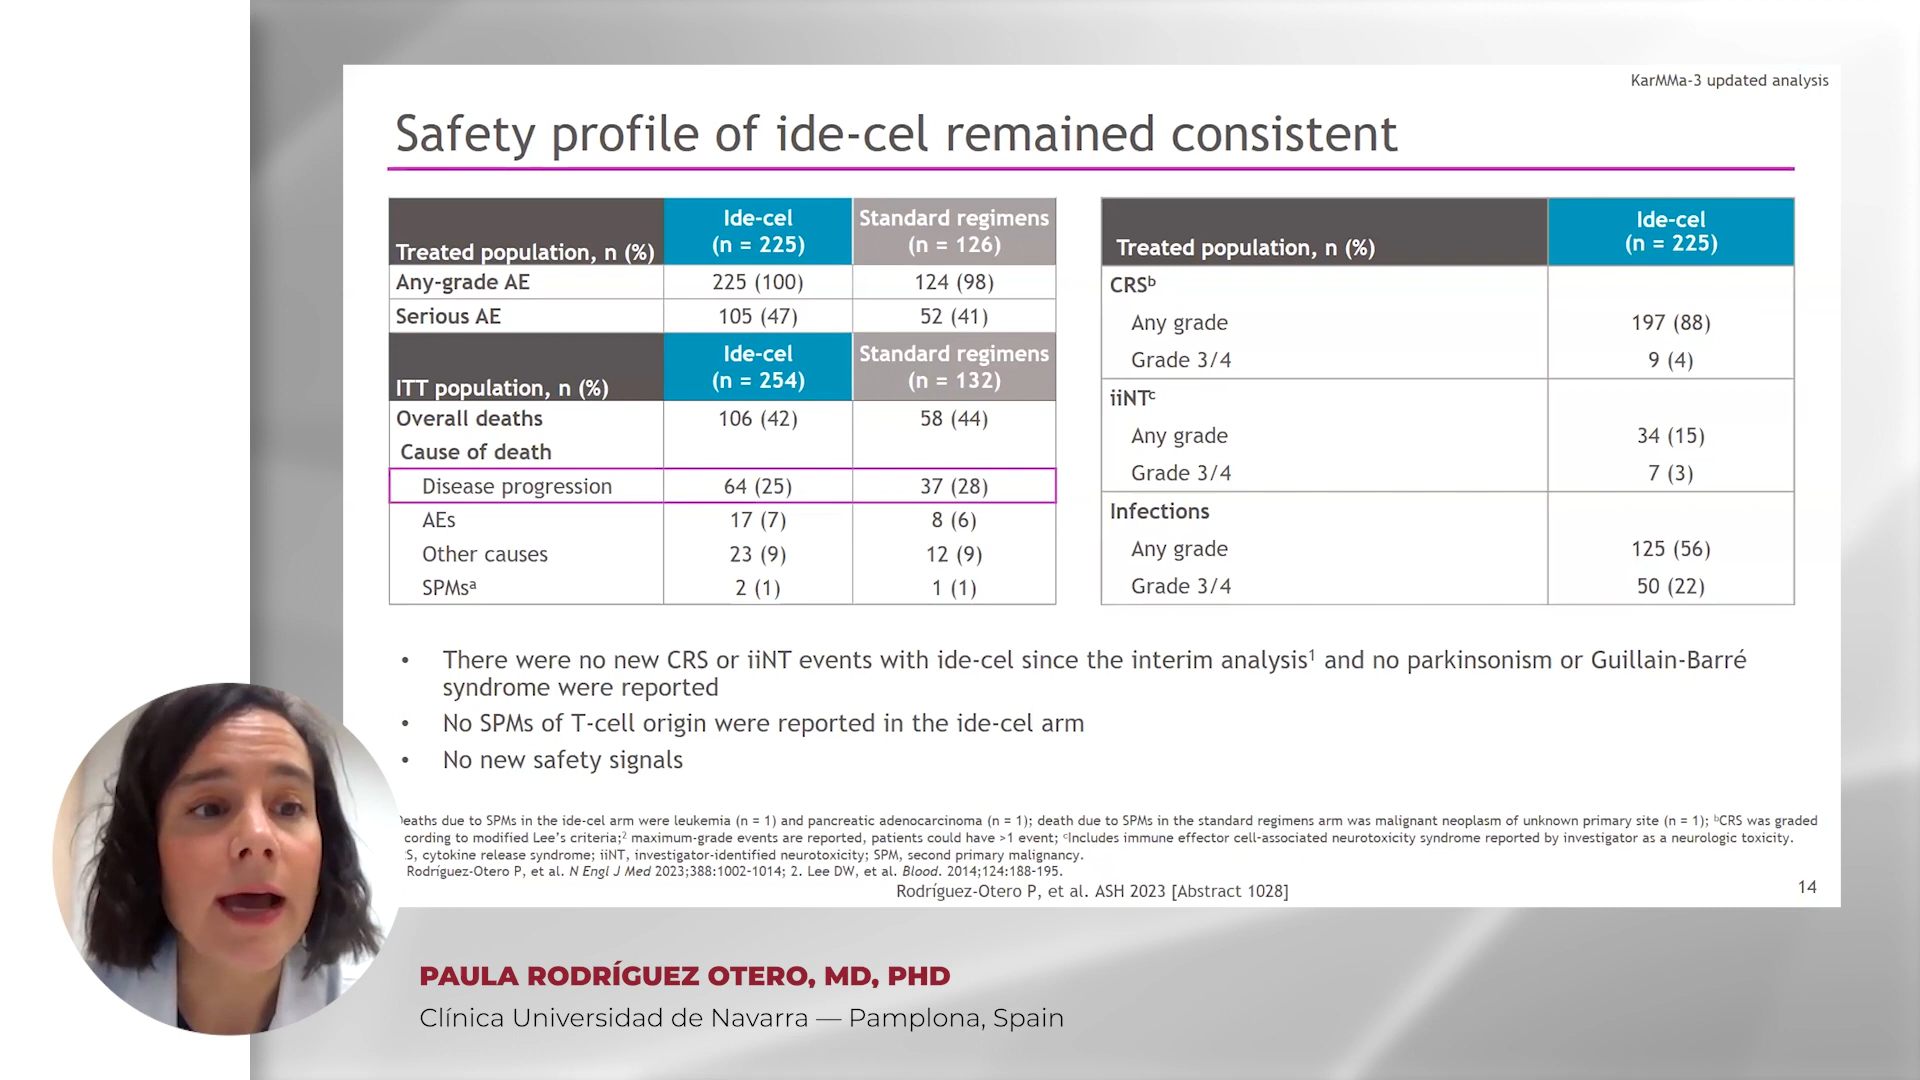 KarMMa-3 updated analysis
Safety profile of ide-cel remained consistent
Treated population, n (%) Ide-cel (n = 225) Standard regimens (n = 126)
Any-grade AE 225 (100) 124 (98)
Serious AE 105 (47) 52 (41)
ITT population, n (%) Ide-cel (n = 254) Standard regimens (n = 132)
Overall deaths 106 (42) 58 (44)
Cause of death
Disease progression 64 (25) 37 (28)
AEs 17 (7) 8 (6)
Other causes 23 (9) 12 (9)
SPMsᵃ 2 (1) 1 (1)
Treated population, n (%) Ide-cel (n = 225)
CRSᵇ
Any grade 197 (88)
Grade 3/4 9 (4)
iiNTᶜ
Any grade 34 (15)
Grade 3/4 7 (3)
Infections
Any grade 125 (56)
Grade 3/4 50 (22)
• There were no new CRS or iiNT events with ide-cel since the interim analysis¹ and no parkinsonism or Guillain-Barré
syndrome were reported
• No SPMs of T-cell origin were reported in the ide-cel arm
• No new safety signals
Deaths due to SPMs in the ide-cel arm were leukemia (n = 1) and pancreatic adenocarcinoma (n = 1); death due to SPMs in the standard regimens arm was malignant neoplasm of unknown primary site (n = 1); ᵇCRS was graded
cording to modified Lee's criteria;² maximum-grade events are reported, patients could have >1 event; ᶜIncludes immune effector cell-associated neurotoxicity syndrome reported by investigator as a neurologic toxicity.
S, cytokine release syndrome; iiNT, investigator-identified neurotoxicity; SPM, second primary malignancy.
Rodríguez-Otero P, et al. N Engl J Med 2023;388:1002-1014; 2. Lee DW, et al. Blood. 2014;124:188-195.
Rodríguez-Otero P, et al. ASH 2023 [Abstract 1028]
14
PAULA RODRÍGUEZ OTERO, MD, PHD
Clínica Universidad de Navarra — Pamplona, Spain